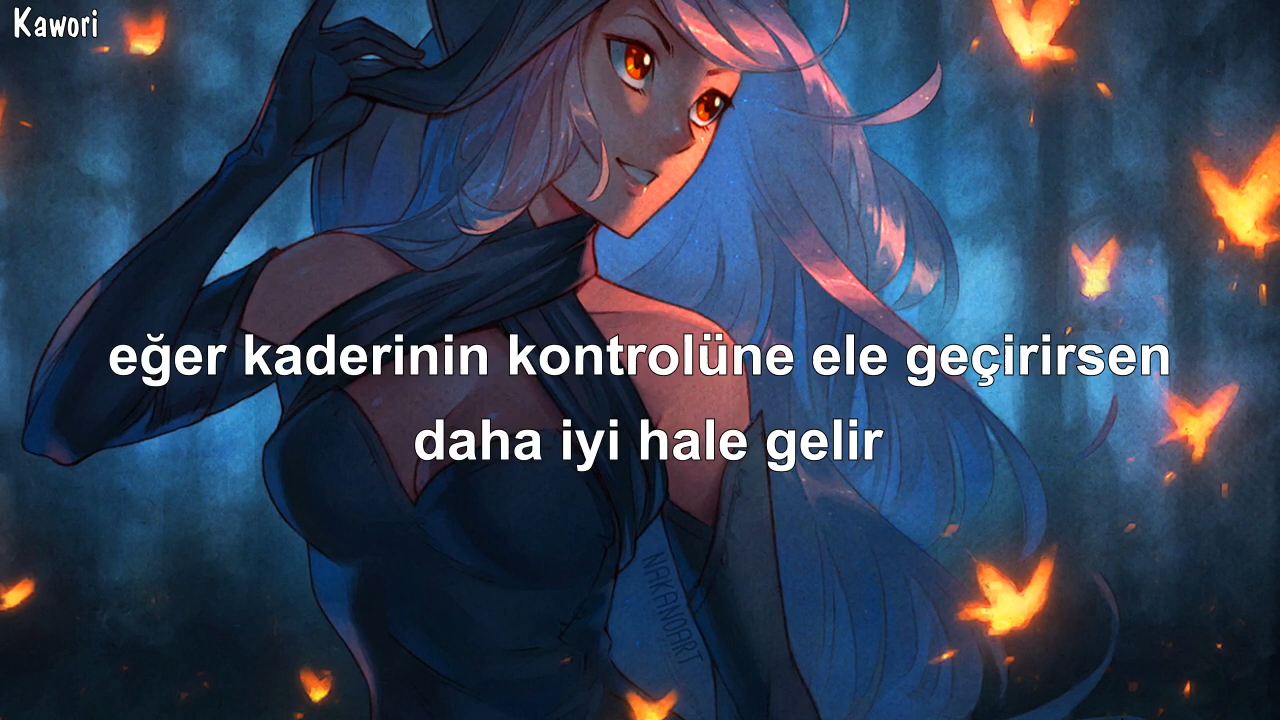 Kawori
eğer kaderinin kontrolüne ele geçirirsen
daha iyi hale gelir
NAKANOART